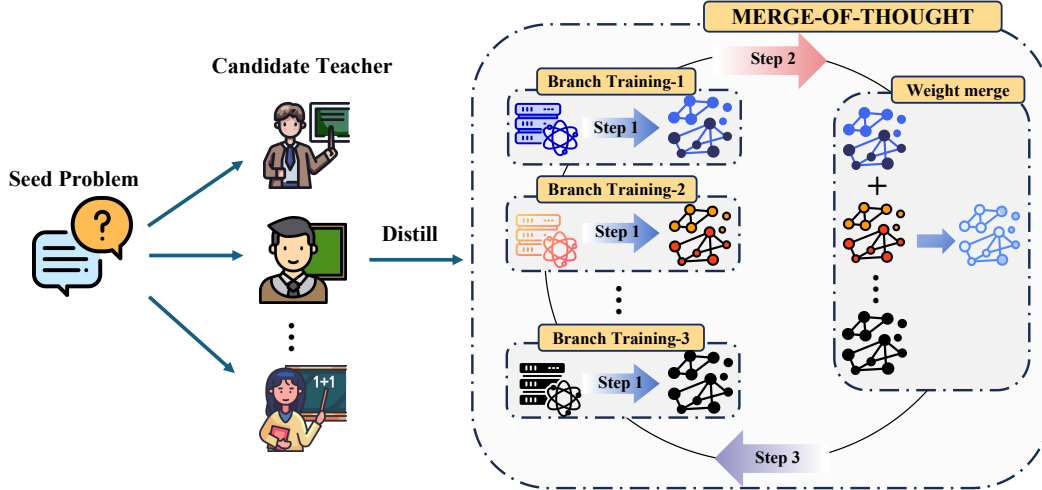 MERGE-OF-THOUGHT
Step 2
Candidate Teacher
Branch Training-1
Weight merge
Step 1
Seed Problem
?
Branch Training-2
+
Distill
Step 1
Branch Training-3
1+1
Step 1
Step 3